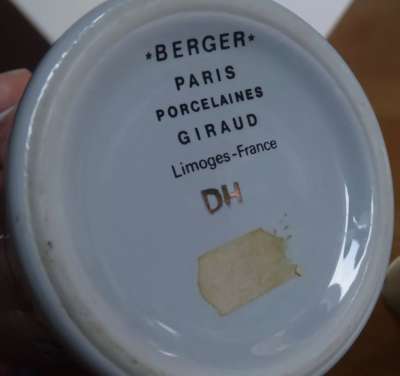 *BERGER*
PARIS
PORCELAINES
GIRAUD
Limoges-France
DH